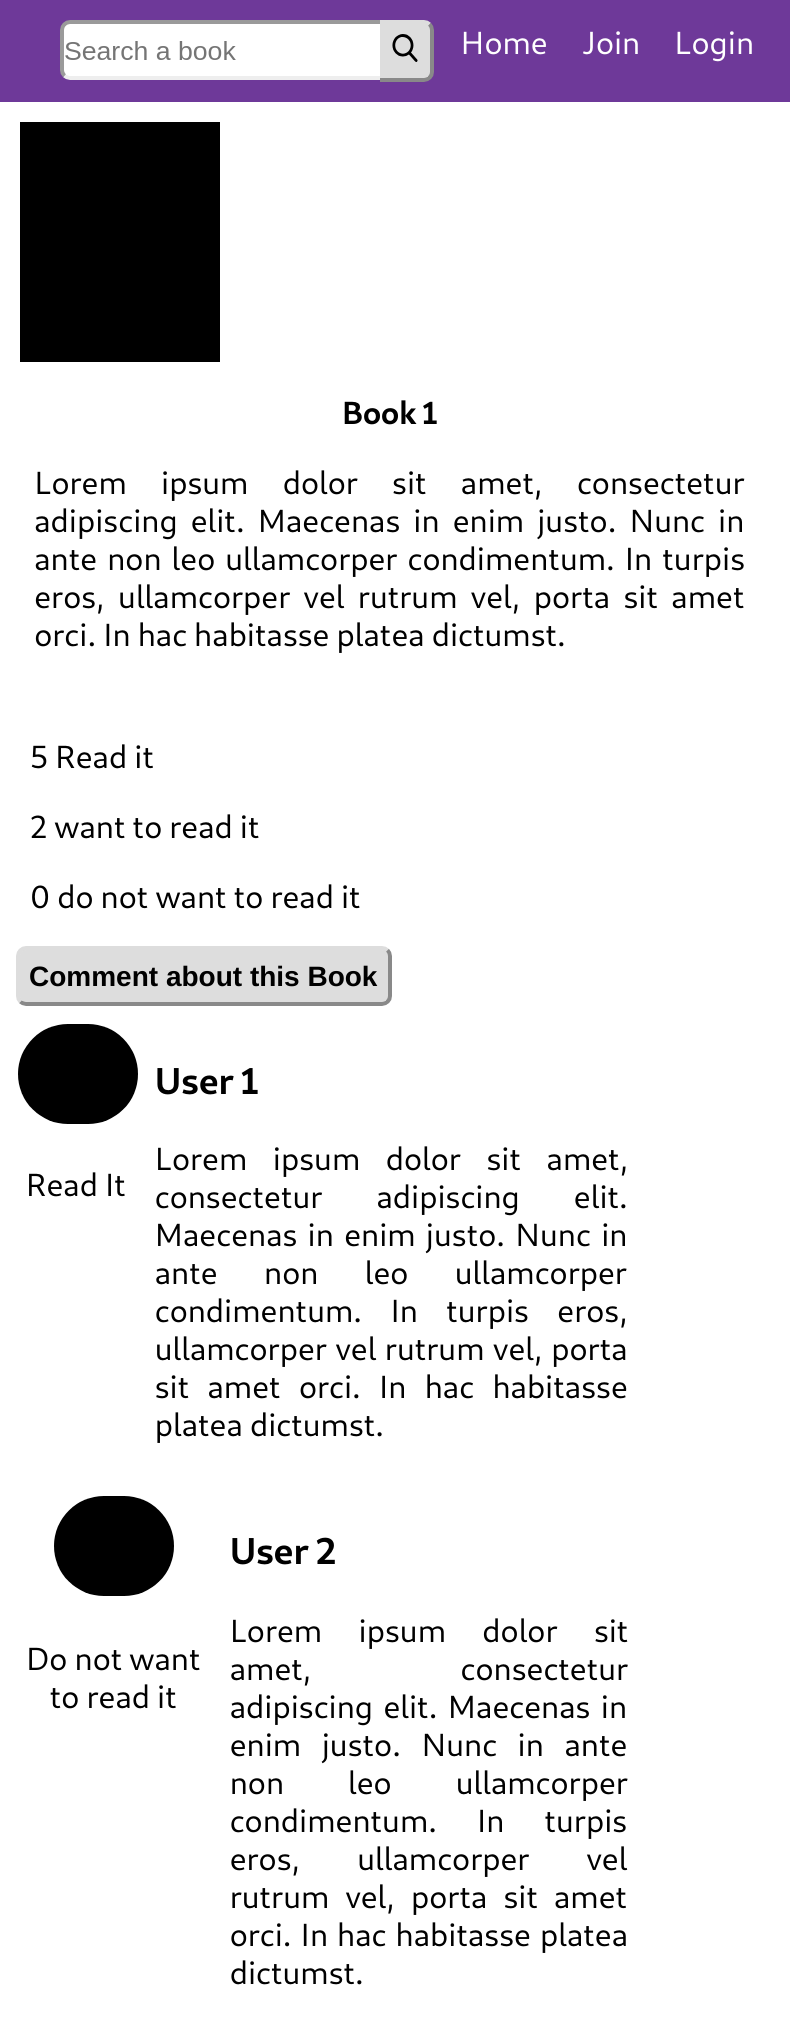 Search a book
Home Join Login
Book 1
Lorem ipsum dolor sit amet, consectetur
adipiscing elit. Maecenas in enim justo. Nunc in
ante non leo ullamcorper condimentum. In turpis
eros, ullamcorper vel rutrum vel, porta sit amet
orci. In hac habitasse platea dictumst.
5 Read it
2 want to read it
0 do not want to read it
Comment about this Book
User 1
Read It
Lorem ipsum dolor sit amet,
consectetur adipiscing elit.
Maecenas in enim justo. Nunc in
ante non leo ullamcorper
condimentum. In turpis eros,
ullamcorper vel rutrum vel, porta
sit amet orci. In hac habitasse
platea dictumst.
User 2
Do not want
to read it
Lorem ipsum dolor sit
amet, consectetur
adipiscing elit. Maecenas in
enim justo. Nunc in ante
non leo ullamcorper
condimentum. In turpis
eros, ullamcorper vel
rutrum vel, porta sit amet
orci. In hac habitasse platea
dictumst.